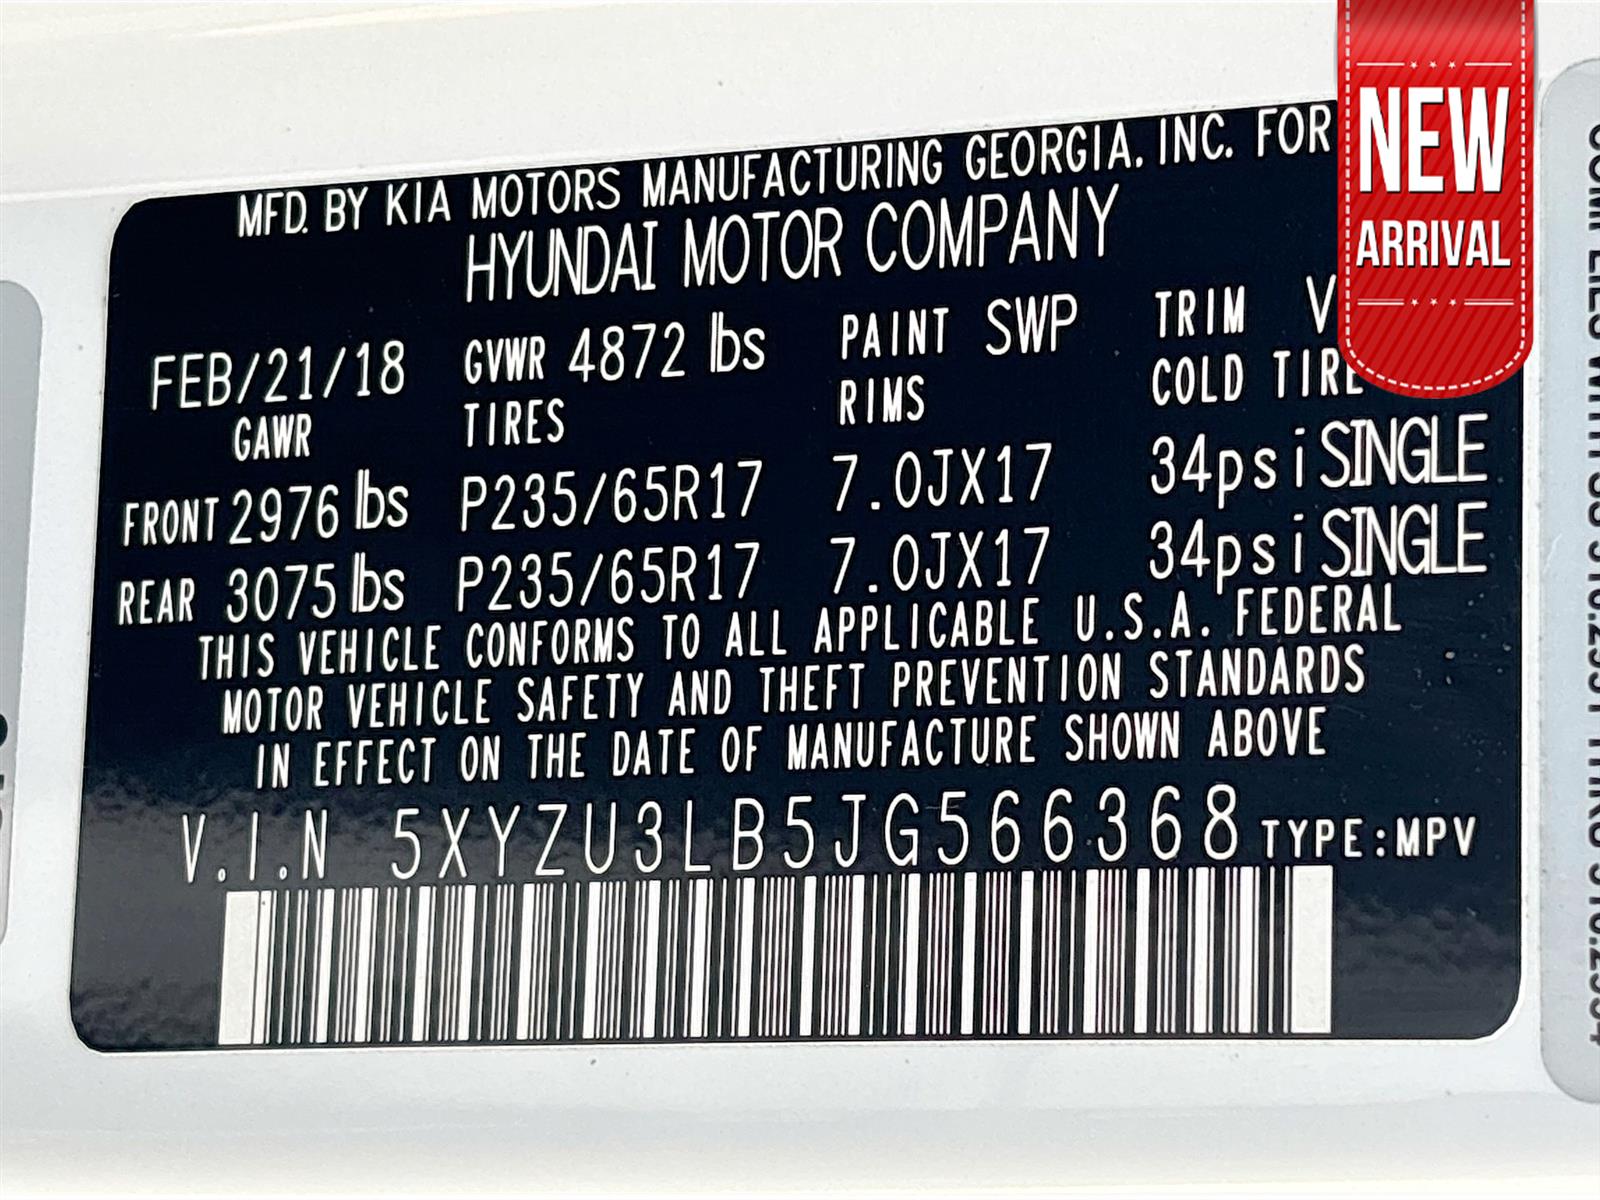 MFD. BY KIA MOTORS MANUFACTURING GEORGIA. INC. FOR
HYUNDAI MOTOR COMPANY
FEB/21/18 GVWR 4872 lbs PAINT SWP TRIM
GAWR TIRES RIMS COLD
FRONT 2976 lbs P235/65R17 7.0JX17 34psi SINGLE
REAR 3075 lbs P235/65R17 7.0JX17 34psi SINGLE
THIS VEHICLE CONFORMS TO ALL APPLICABLE U.S.A. FEDERAL
MOTOR VEHICLE SAFETY AND THEFT PREVENTION STANDARDS
IN EFFECT ON THE DATE OF MANUFACTURE SHOWN ABOVE
V.I.N 5XYZU3LB5JG566368 TYPE:MPV
NEW
ARRIVAL